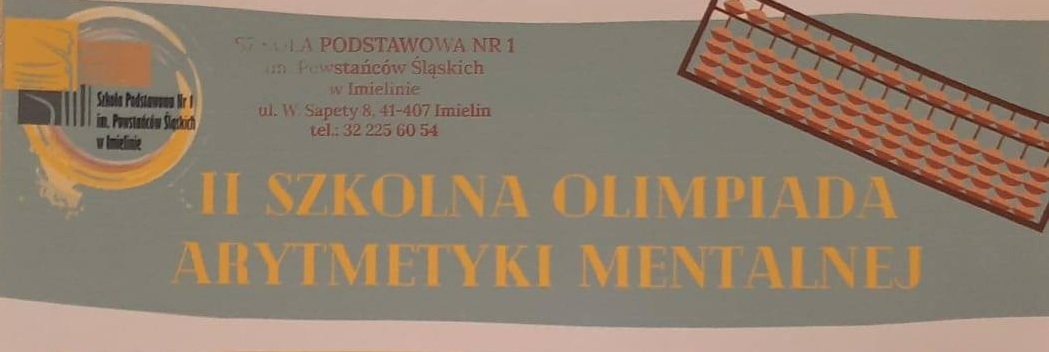 Szkoła Podstawowa Nr 1
im. Powstańców Śląskich
w Imielinie
SZKOŁA PODSTAWOWA NR 1
im. Powstańców Śląskich
w Imielinie
ul. W. Sapety 8, 41-407 Imielin
tel.: 32 225 60 54
II SZKOLNA OLIMPIADA
ARYTMETYKI MENTALNEJ